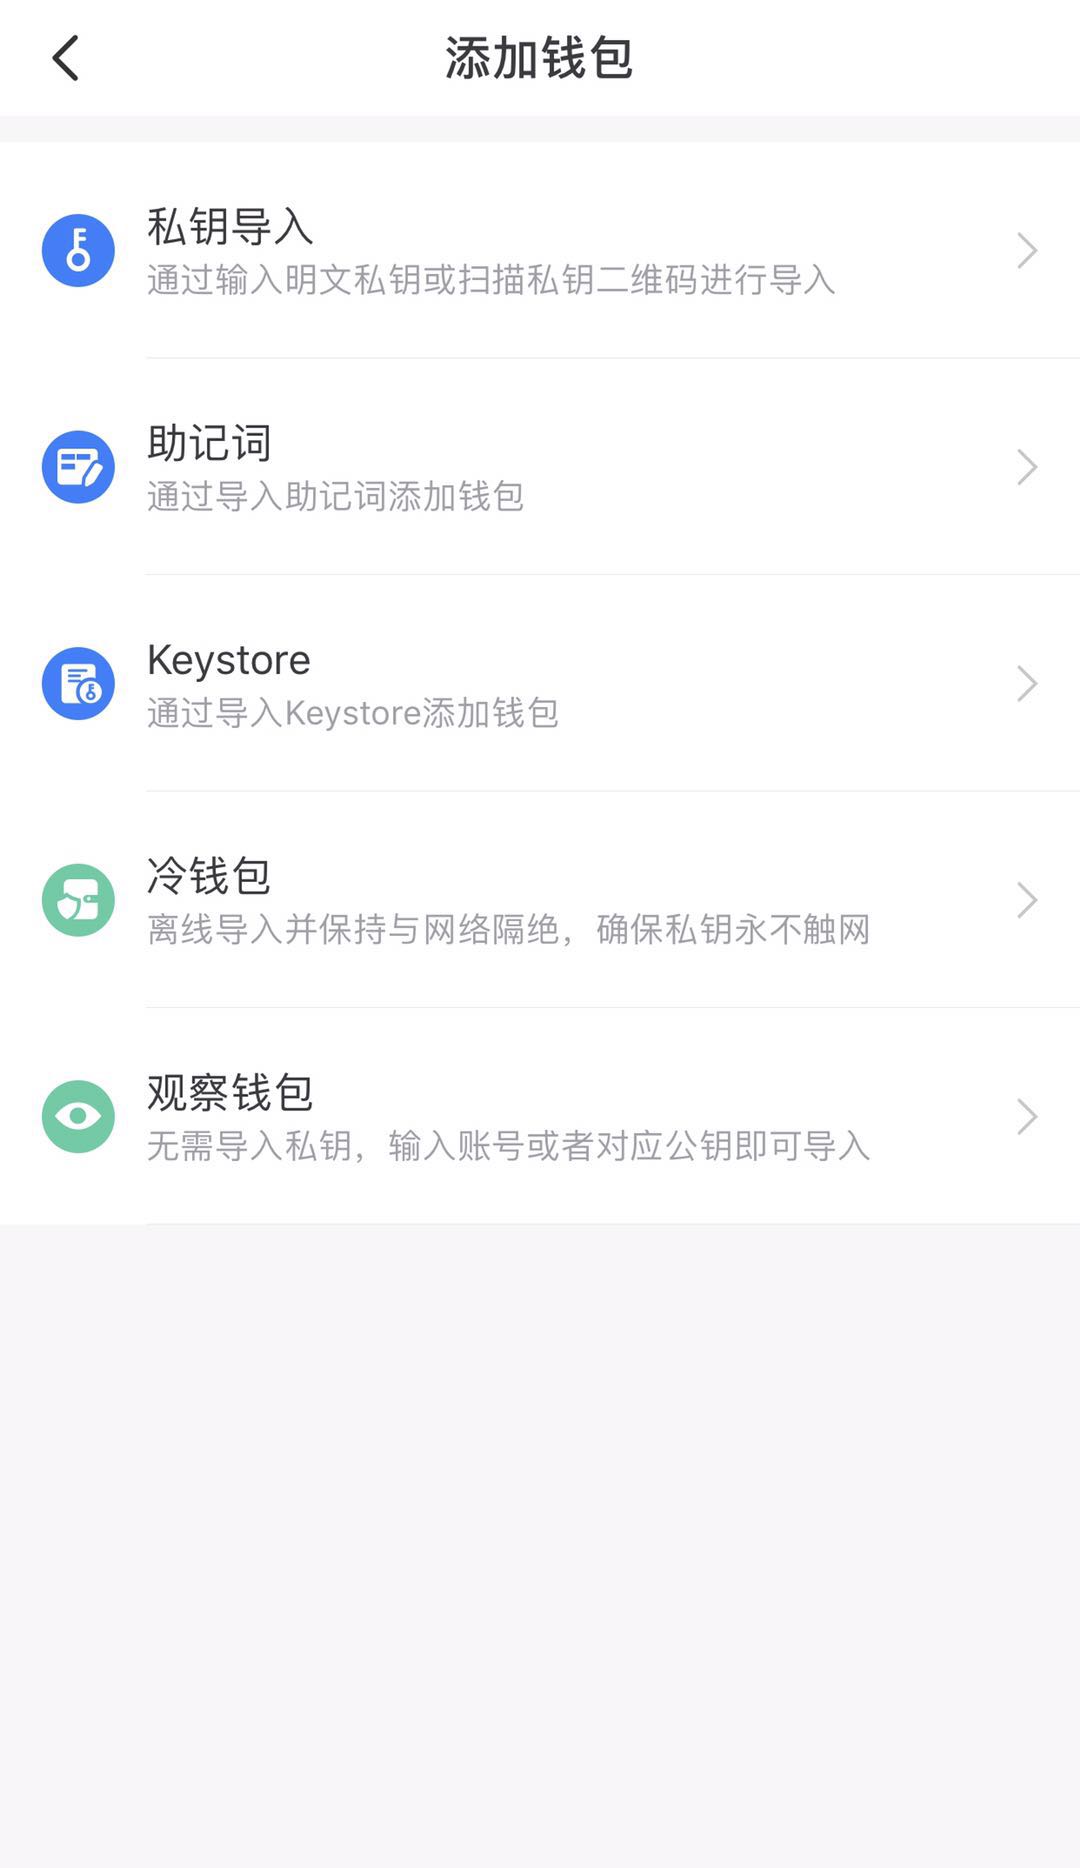 添加钱包
私钥导入
通过输入明文私钥或扫描私钥二维码进行导入
助记词
通过导入助记词添加钱包
Keystore
通过导入Keystore添加钱包
冷钱包
离线导入并保持与网络隔绝，确保私钥永不触网
观察钱包
无需导入私钥，输入账号或者对应公钥即可导入